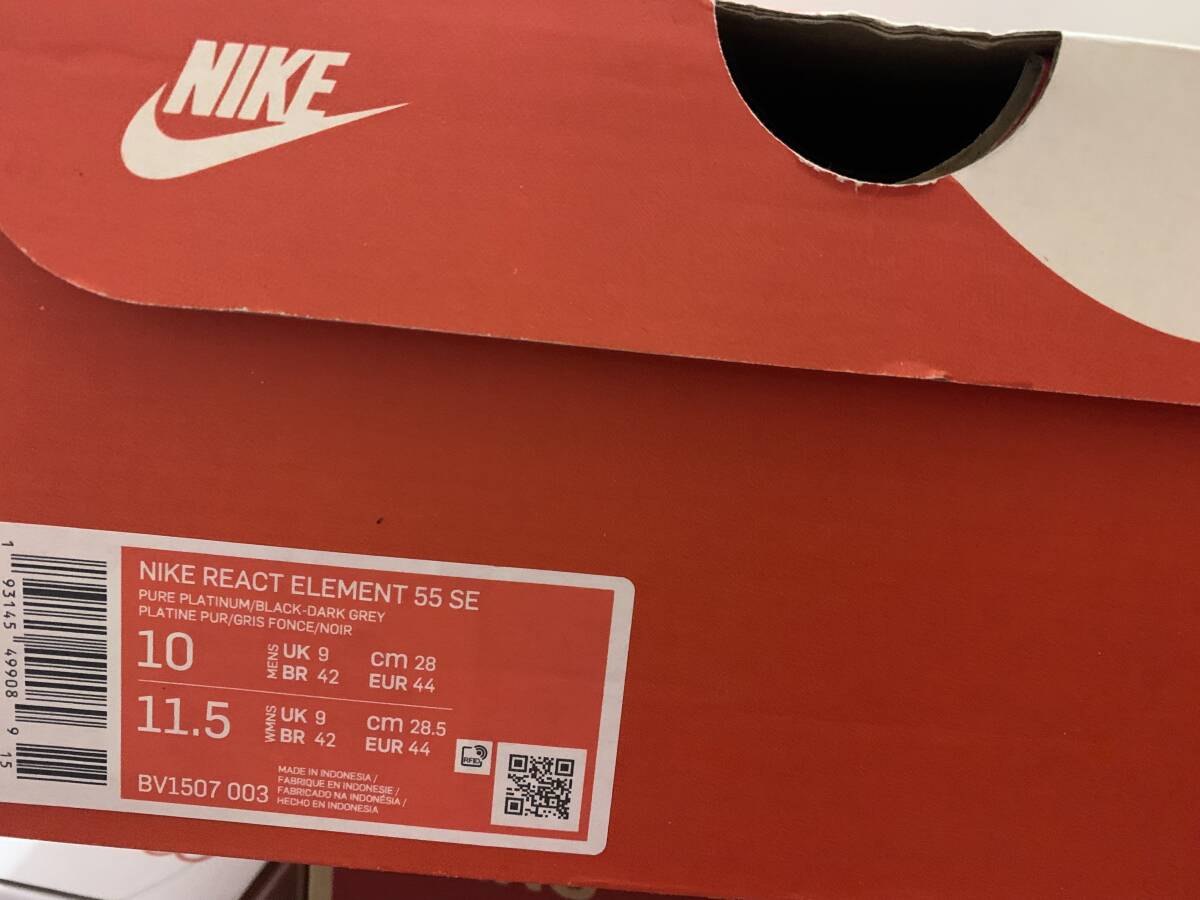 NIKE
1 93145 49908 9 15
NIKE REACT ELEMENT 55 SE
PURE PLATINUM/BLACK-DARK GREY
PLATINE PUR/GRIS FONCE/NOIR
10 MENS UK 9 cm 28
BR 42 EUR 44
11.5 WMNS UK 9 cm 28.5
BR 42 EUR 44
RFID
BV1507 003
MADE IN INDONESIA /
FABRIQUE EN INDONESIE /
FABRICADO NA INDONÉSIA /
HECHO EN INDONESIA